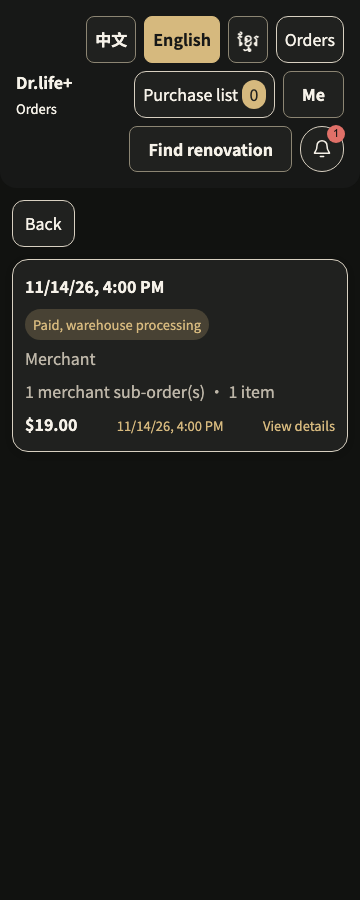 中文 English ខ្មែរ Orders
Dr.life+
Orders
Purchase list 0 Me
Find renovation 1
Back
11/14/26, 4:00 PM
Paid, warehouse processing
Merchant
1 merchant sub-order(s) • 1 item
$19.00 11/14/26, 4:00 PM View details